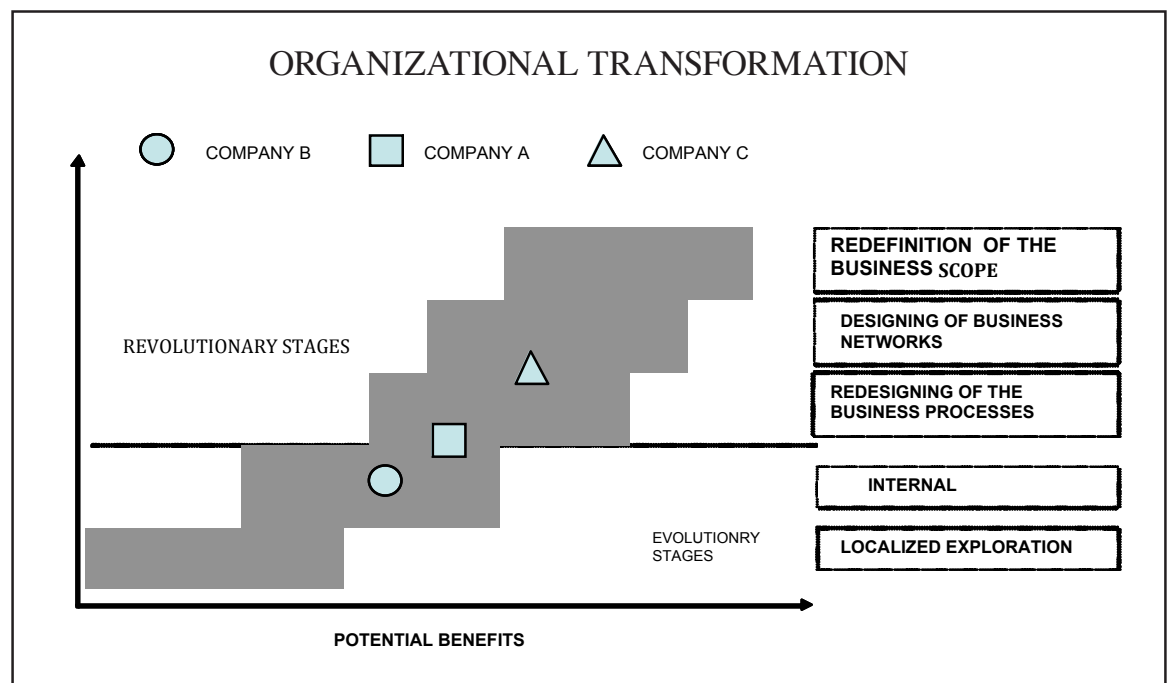 ORGANIZATIONAL TRANSFORMATION
COMPANY B
COMPANY A
COMPANY C
REDEFINITION OF THE
BUSINESS SCOPE
REVOLUTIONARY STAGES
DESIGNING OF BUSINESS
NETWORKS
REDESIGNING OF THE
BUSINESS PROCESSES
INTERNAL
EVOLUTIONRY
STAGES
LOCALIZED EXPLORATION
POTENTIAL BENEFITS